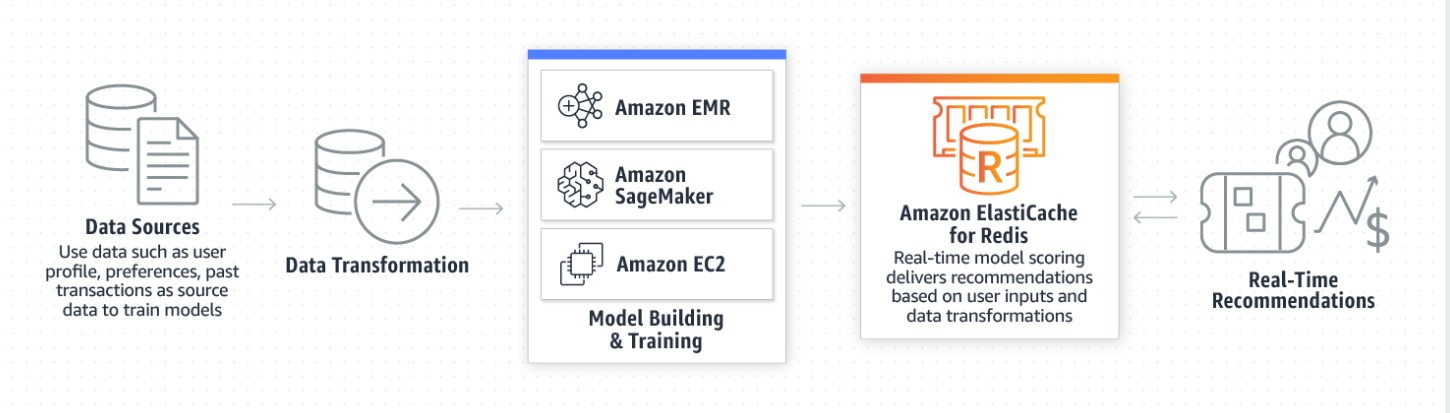 Data Sources
Use data such as user
profile, preferences, past
transactions as source
data to train models
Data Transformation
Amazon EMR
Amazon
SageMaker
Amazon EC2
Model Building
& Training
R
Amazon ElastiCache
for Redis
Real-time model scoring
delivers recommendations
based on user inputs and
data transformations
$
Real-Time
Recommendations